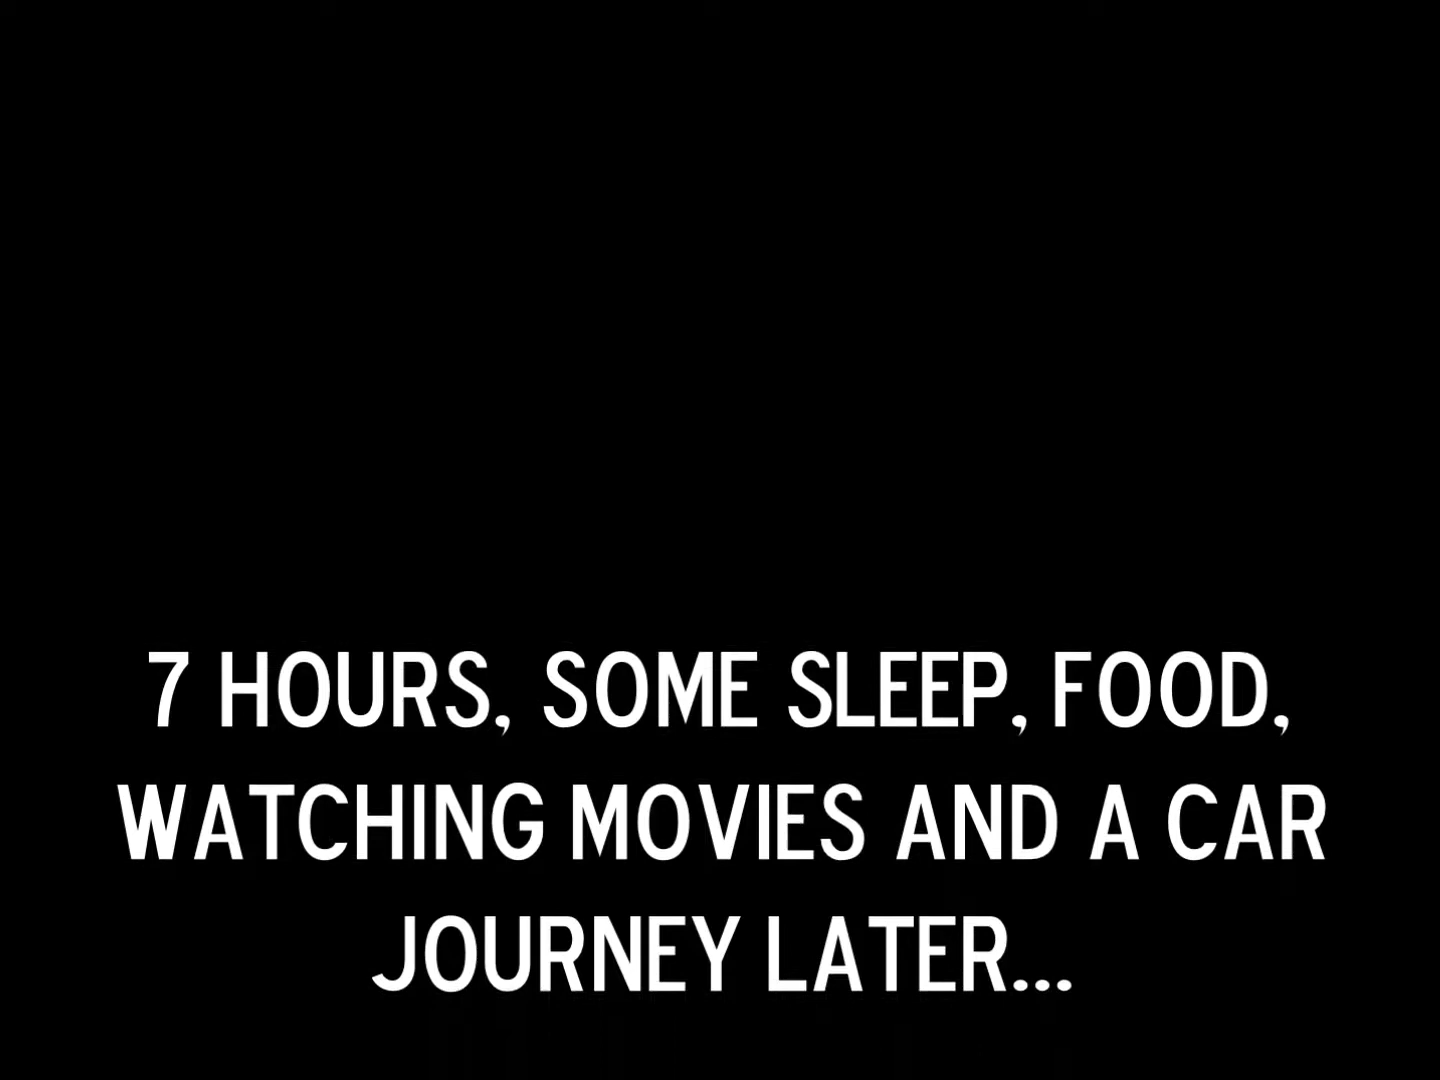 7 HOURS, SOME SLEEP, FOOD,
WATCHING MOVIES AND A CAR
JOURNEY LATER...